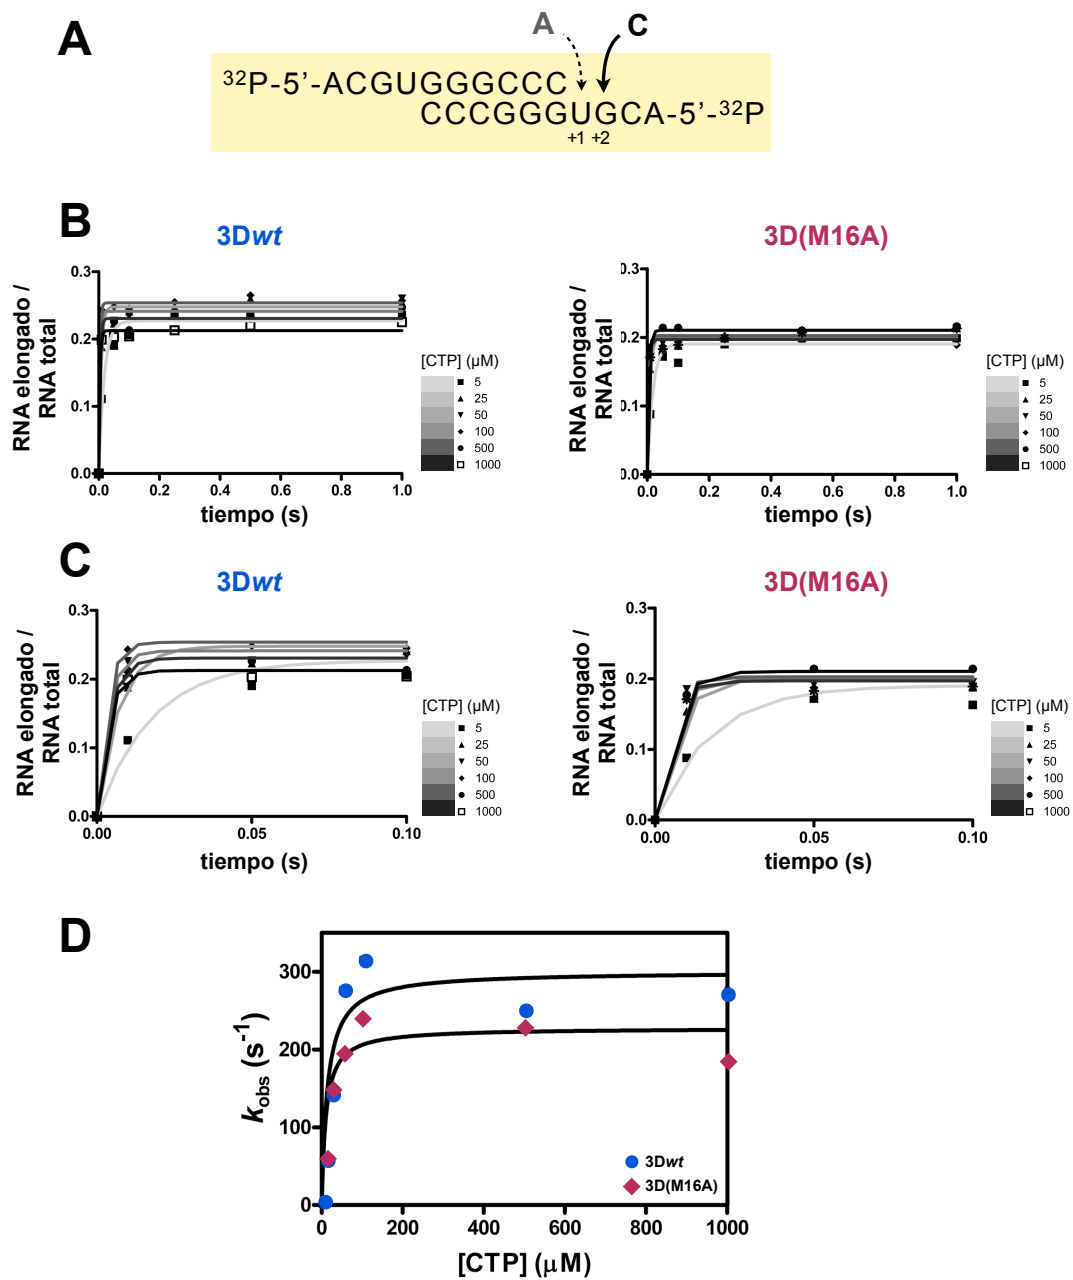 A
A C
32P-5’-ACGUGGGCCC
CCCGGGUGCA-5’-32P
+1 +2
B
3Dwt
RNA elongado /
RNA total
0.3
0.2
0.1
0.0
0.0 0.2 0.4 0.6 0.8 1.0
tiempo (s)
[CTP] (µM)
5
25
50
100
500
1000
3D(M16A)
RNA elongado /
RNA total
0.3
0.2
0.1
0.0
0.0 0.2 0.4 0.6 0.8 1.0
tiempo (s)
[CTP] (µM)
5
25
50
100
500
1000
C
3Dwt
RNA elongado /
RNA total
0.3
0.2
0.1
0.0
0.00 0.05 0.10
tiempo (s)
[CTP] (µM)
5
25
50
100
500
1000
3D(M16A)
RNA elongado /
RNA total
0.3
0.2
0.1
0.0
0.00 0.05 0.10
tiempo (s)
[CTP] (µM)
5
25
50
100
500
1000
D
kobs (s-1)
300
200
100
0
0 200 400 600 800 1000
[CTP] (µM)
3Dwt
3D(M16A)